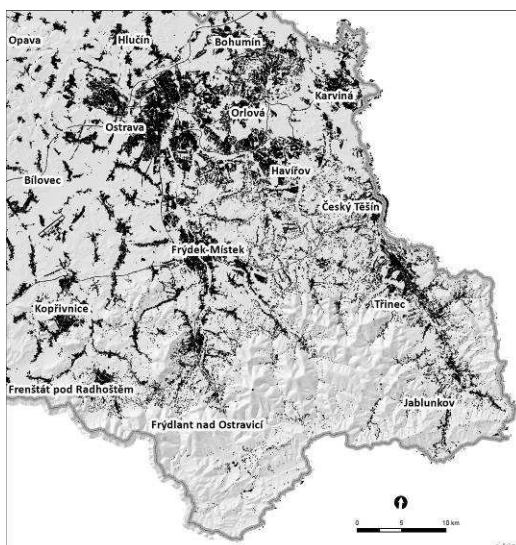 Opava
Hlučín
Bohumín
Karviná
Orlová
Ostrava
Havířov
Bílovec
Český Těšín
Frýdek-Místek
Třinec
Kopřivnice
Frenštát pod Radhoštěm
Jablunkov
Frýdlant nad Ostravicí
0 5 10 km